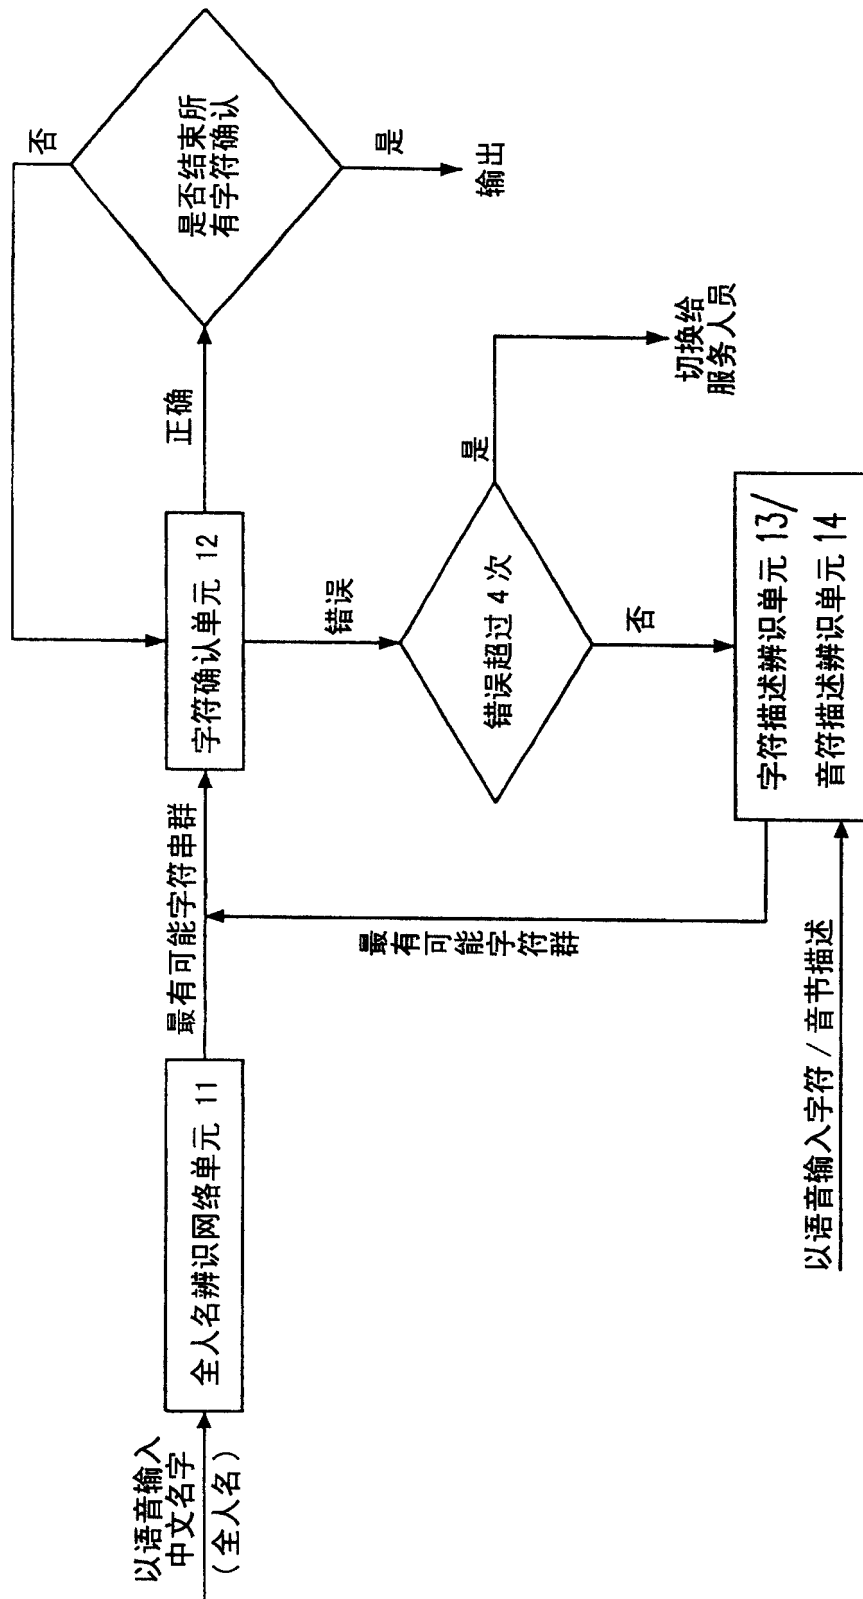 以语音输入
中文名字
（全人名）
全人名辨识网络单元 11
最有可能字符串群
字符确认单元 12
正确
是否结束所
有字符确认
否
是
输出
错误
错误超过 4 次
是
切换给
服务人员
否
字符描述辨识单元 13/
音符描述辨识单元 14
最有可能字符群
以语音输入字符 / 音节描述